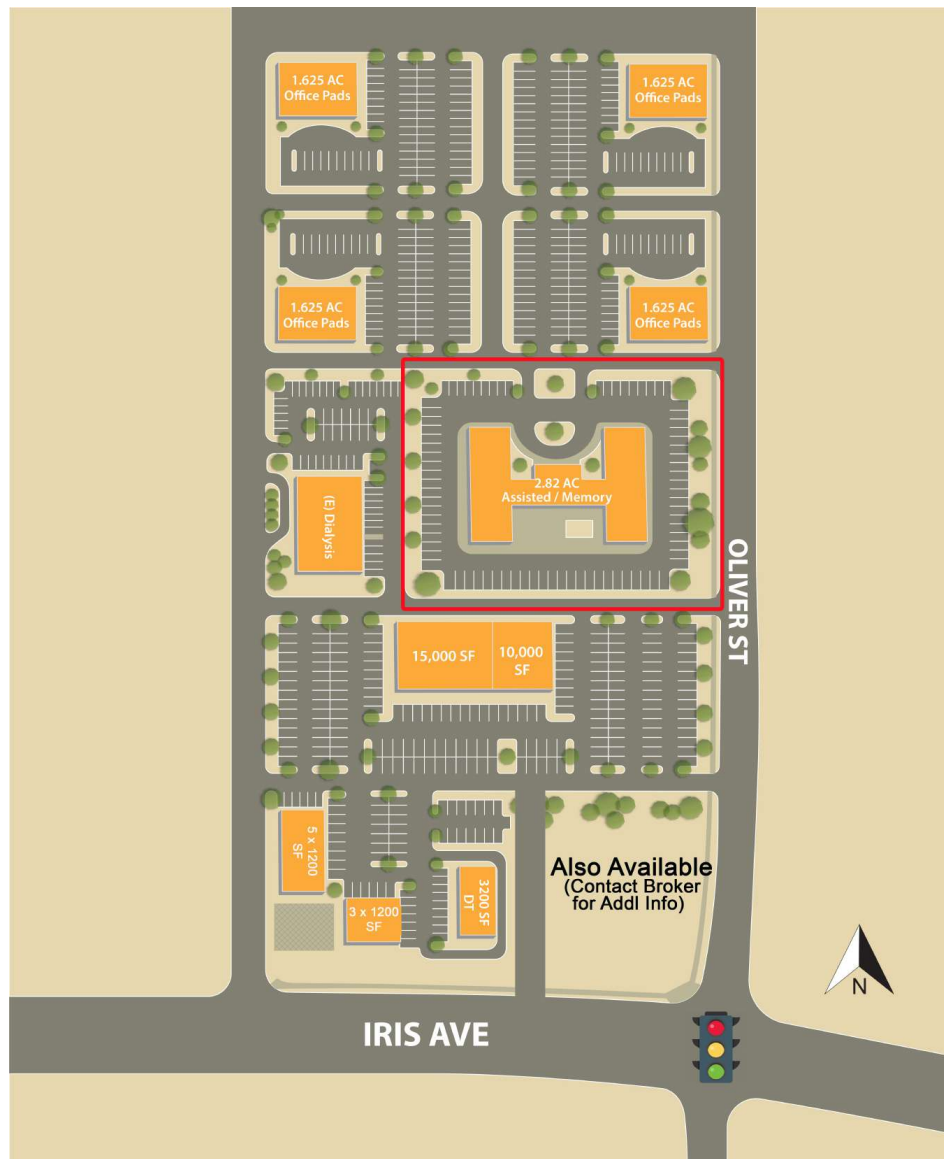 1.625 AC
Office Pads
1.625 AC
Office Pads
1.625 AC
Office Pads
1.625 AC
Office Pads
2.82 AC
Assisted / Memory
(E) Dialysis
OLIVER ST
15,000 SF
10,000
SF
5 x 1200
SF
3 x 1200
SF
3200 SF
DT
Also Available
(Contact Broker
for Addl Info)
N
IRIS AVE